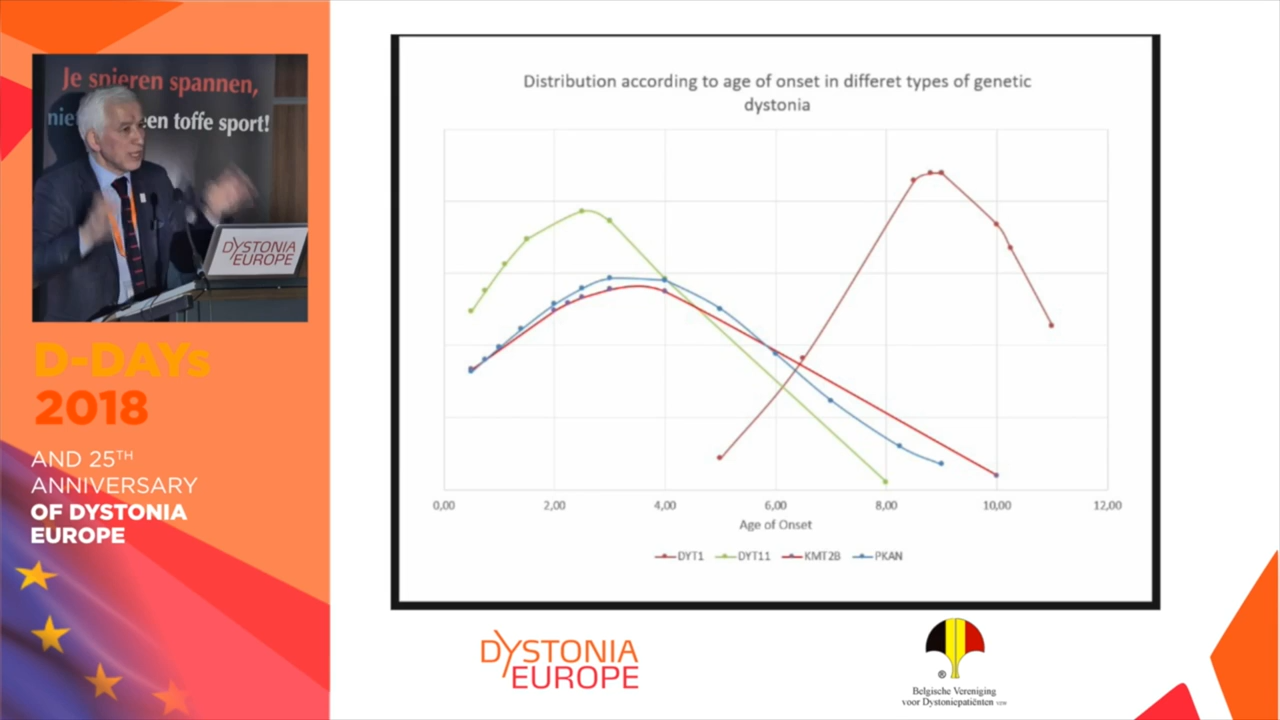 Je spieren spannen,
nie
een toffe sport!
DYSTONIA
EUROPE
D-DAYs
2018
AND 25TH
ANNIVERSARY
OF DYSTONIA
EUROPE
Distribution according to age of onset in differet types of genetic
dystonia
0,00 2,00 4,00 6,00 8,00 10,00 12,00
Age of Onset
DYT1 DYT11 KMT2B PKAN
DYSTONIA
EUROPE
®
Belgische Vereniging
voor Dystoniepatiënten vzw